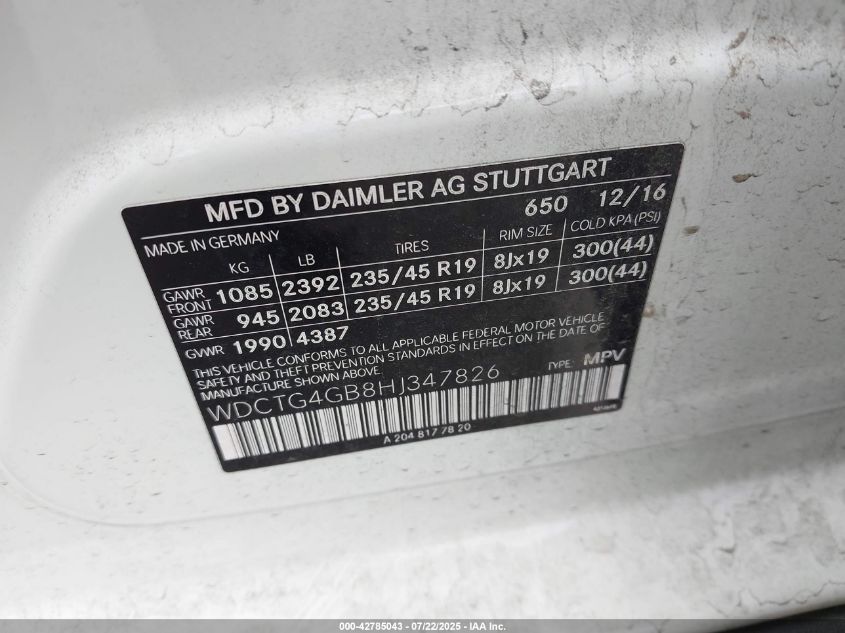 MFD BY DAIMLER AG STUTTGART
650 12/16
MADE IN GERMANY
KG LB TIRES RIM SIZE COLD KPA (PSI)
GAWR FRONT 1085 2392 235/45 R19 8Jx19 300(44)
GAWR REAR 945 2083 235/45 R19 8Jx19 300(44)
GVWR 1990 4387
THIS VEHICLE CONFORMS TO ALL APPLICABLE FEDERAL MOTOR VEHICLE
SAFETY AND THEFT PREVENTION STANDARDS IN EFFECT ON THE DATE OF
MANUFACTURE SHOWN ABOVE.
WDCTG4GB8HJ347826 TYPE: MPV
A 204 817 78 20
000-42785043 - 07/22/2025 - IAA Inc.